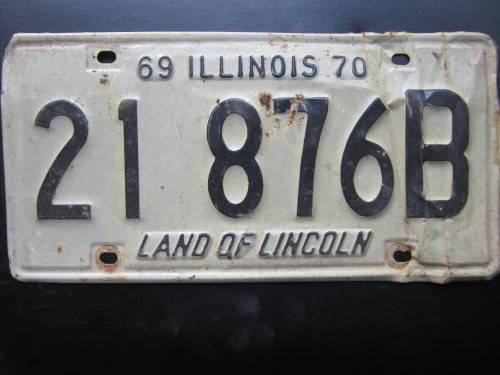 69 ILLINOIS 70
21 876B
LAND OF LINCOLN